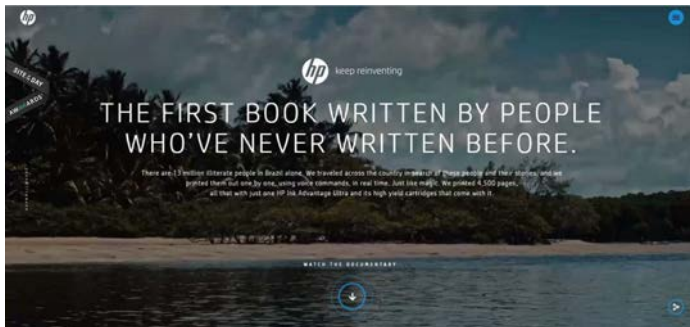 hp
SITE OF THE DAY
AWWWARDS
hp keep reinventing
THE FIRST BOOK WRITTEN BY PEOPLE
WHO'VE NEVER WRITTEN BEFORE.
There are 13 million illiterate people in Brazil alone. We traveled across the country in search of these people and their stories, and we
printed them out one by one, using voice commands, in real time. Just like magic. We printed 4,500 pages,
all that with just one HP Ink Advantage Ultra and its high yield cartridges that come with it.
WATCH THE DOCUMENTARY